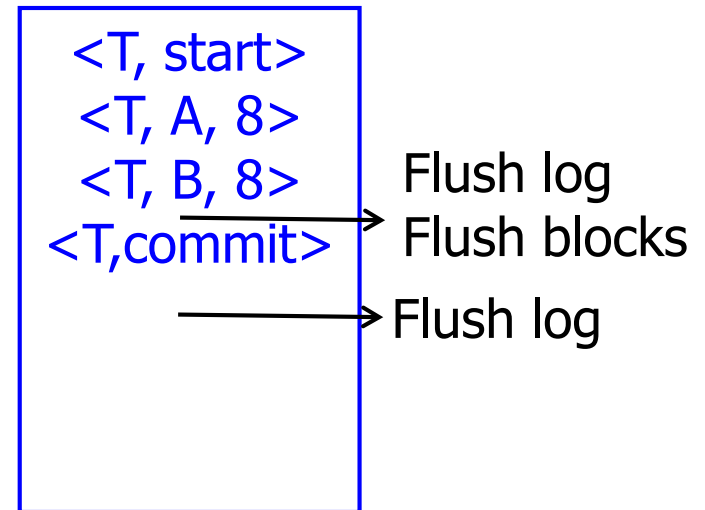 <T, start>
<T, A, 8>
<T, B, 8>
<T,commit>
Flush log
Flush blocks
Flush log